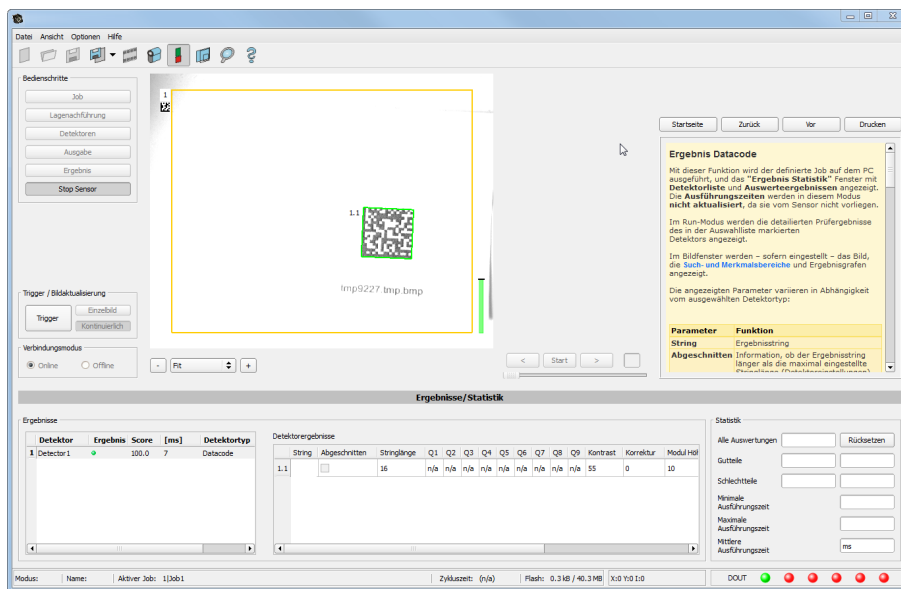 Datei Ansicht Optionen Hilfe
Bedienschritte
Job
Lagenachführung
Detektoren
Ausgabe
Ergebnis
Stop Sensor
Trigger / Bildaktualisierung
Trigger
Einzelbild
Kontinuierlich
Verbindungsmodus
Online Offline
1
1.1
tmp9227.tmp.bmp
- Fit +
< Start >
Startseite Zurück Vor Drucken
Ergebnis Datacode
Mit dieser Funktion wird der definierte Job auf dem PC
ausgeführt, und das "Ergebnis Statistik" Fenster mit
Detektorliste und Auswerteergebnissen angezeigt.
Die Ausführungszeiten werden in diesem Modus
nicht aktualisiert, da sie vom Sensor nicht vorliegen.
Im Run-Modus werden die detailierten Prüfergebnisse
des in der Auswahlliste markierten
Detektors angezeigt.
Im Bildfenster werden – sofern eingestellt – das Bild,
die Such- und Merkmalsbereiche und Ergebnisgrafen
angezeigt.
Die angezeigten Parameter variieren in Abhängigkeit
vom ausgewählten Detektortyp:
Parameter Funktion
String Ergebnisstring
Abgeschnitten Information, ob der Ergebnisstring
länger als die maximal eingestellte
Stringlänge (Detektoreinstellungen)
Ergebnisse/Statistik
Ergebnisse
Detektor Ergebnis Score [ms] Detektortyp
1 Detector1 100.0 7 Datacode
Detektorergebnisse
String Abgeschnitten Stringlänge Q1 Q2 Q3 Q4 Q5 Q6 Q7 Q8 Q9 Kontrast Korrektur Modul Höh
1.1 16 n/a n/a n/a n/a n/a n/a n/a n/a n/a 55 0 10
Statistik
Alle Auswertungen Rücksetzen
Gutteile
Schlechtteile
Minimale
Ausführungszeit
Maximale
Ausführungszeit
Mittlere
Ausführungszeit
ms
Modus: Name: Aktiver Job: 1|Job1 Zykluszeit: (n/a) Flash: 0.3 kB / 40.3 MB X:0 Y:0 I:0 DOUT